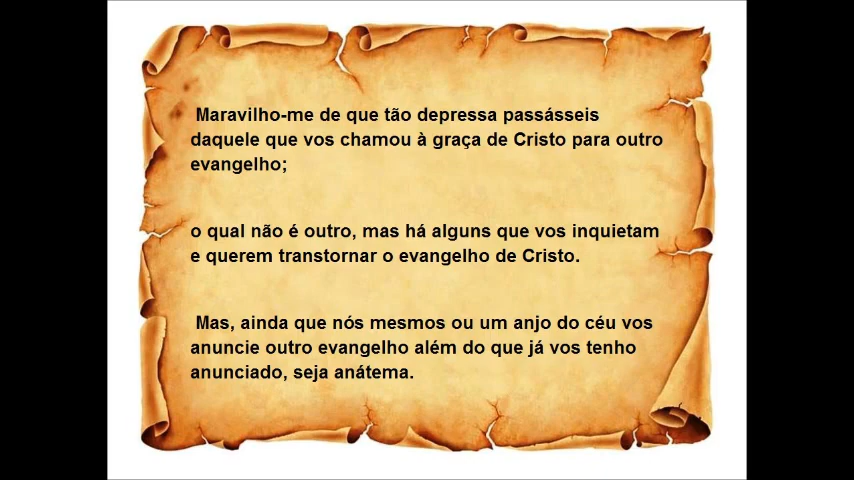 Maravilho-me de que tão depressa passásseis
daquele que vos chamou à graça de Cristo para outro
evangelho;
o qual não é outro, mas há alguns que vos inquietam
e querem transtornar o evangelho de Cristo.
Mas, ainda que nós mesmos ou um anjo do céu vos
anuncie outro evangelho além do que já vos tenho
anunciado, seja anátema.